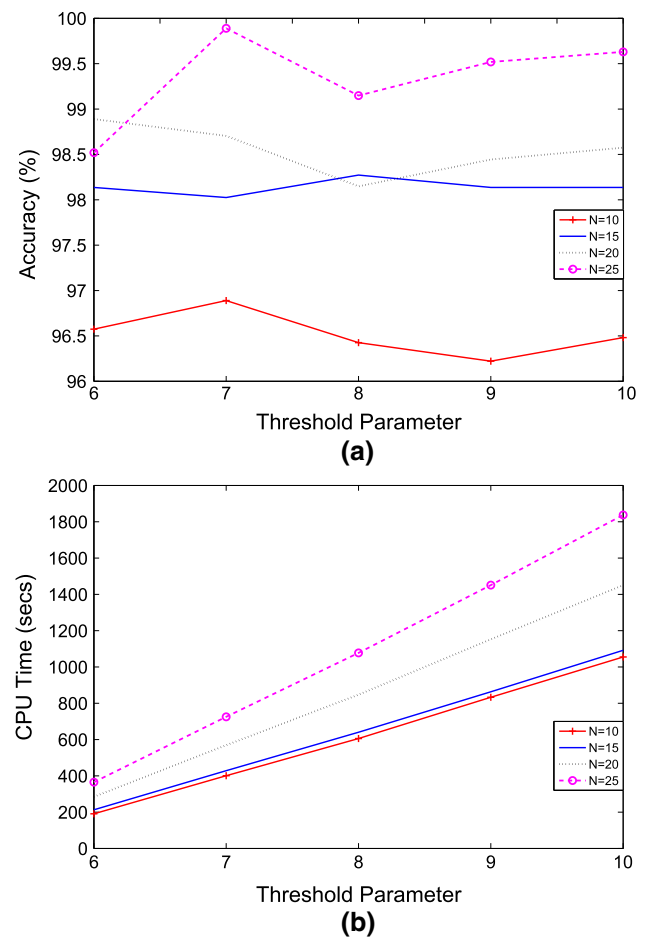 100
99.5
99
98.5
98
97.5
97
96.5
96
Accuracy (%)
N=10
N=15
N=20
N=25
6 7 8 9 10
Threshold Parameter
(a)
2000
1800
1600
1400
1200
1000
800
600
400
200
0
CPU Time (secs)
N=10
N=15
N=20
N=25
6 7 8 9 10
Threshold Parameter
(b)